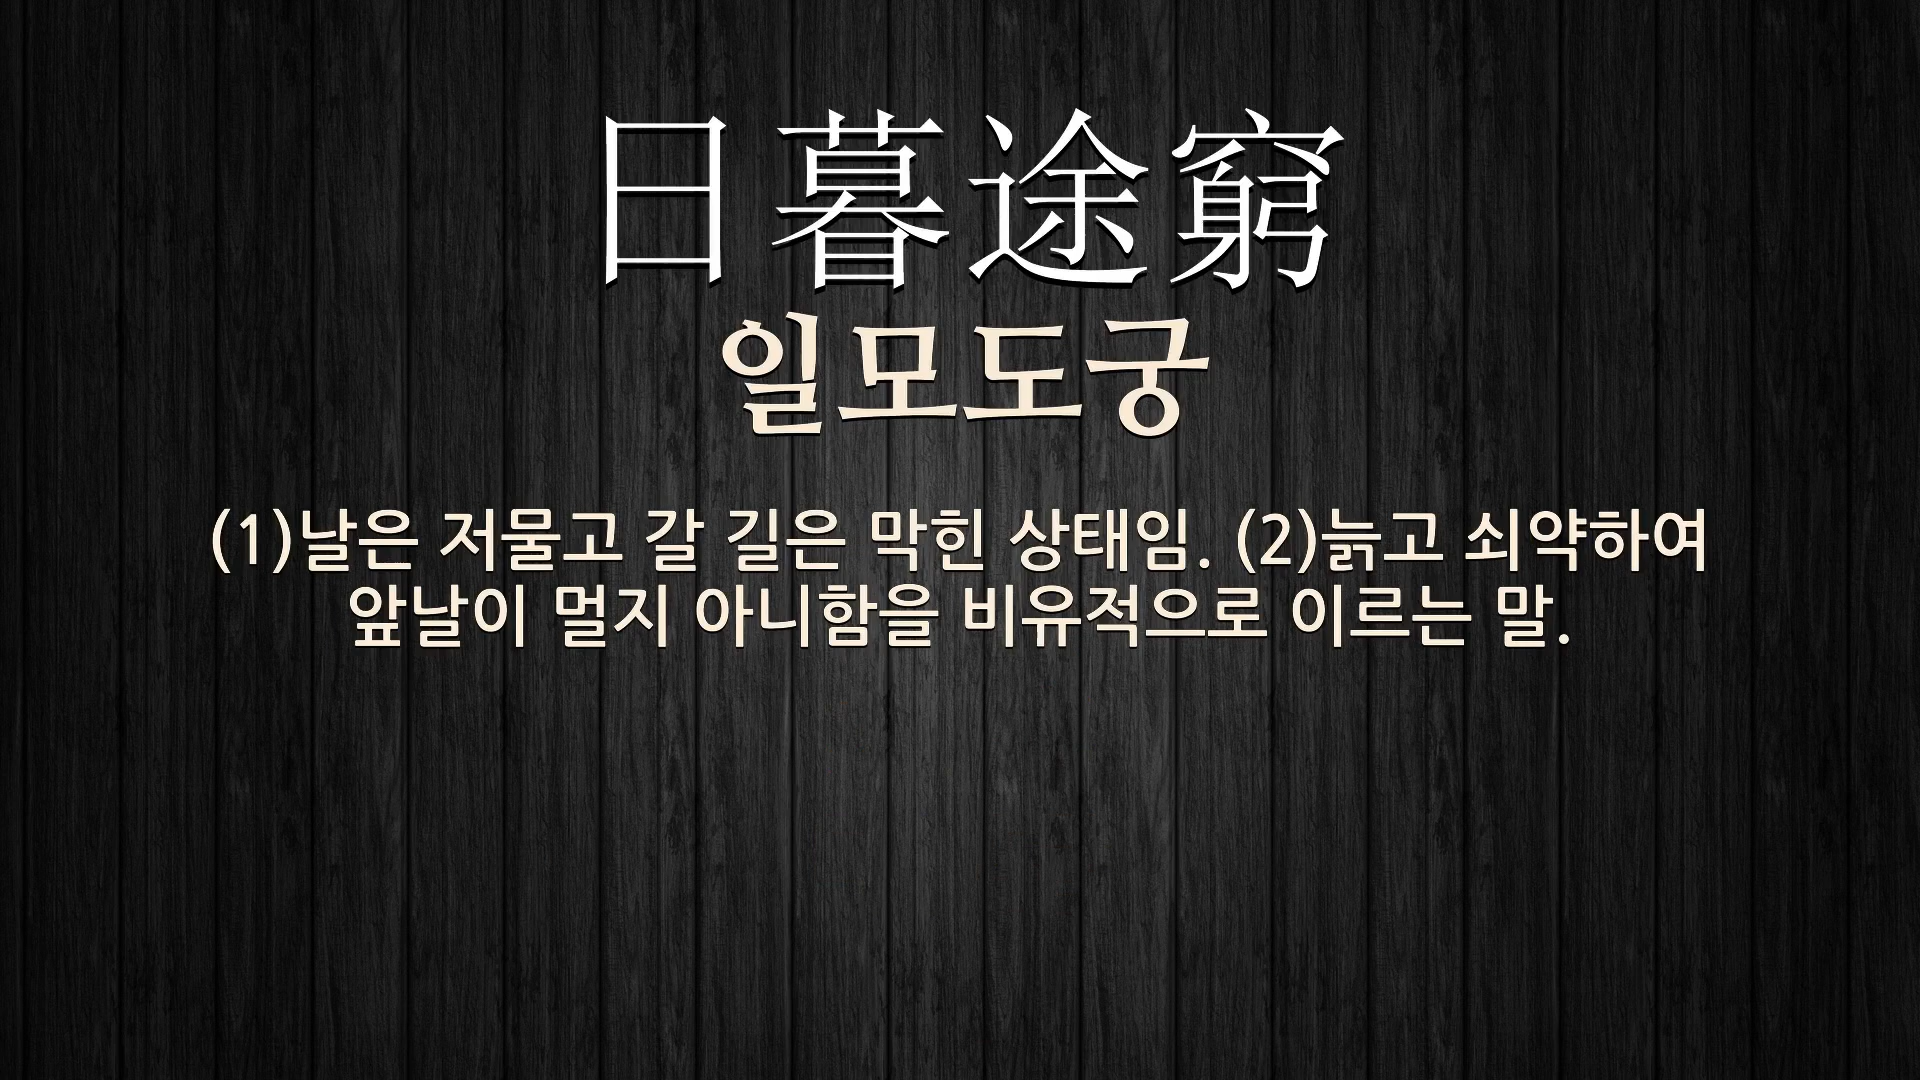 日暮途窮
일모도궁
(1)날은 저물고 갈 길은 막힌 상태임. (2)늙고 쇠약하여
앞날이 멀지 아니함을 비유적으로 이르는 말.